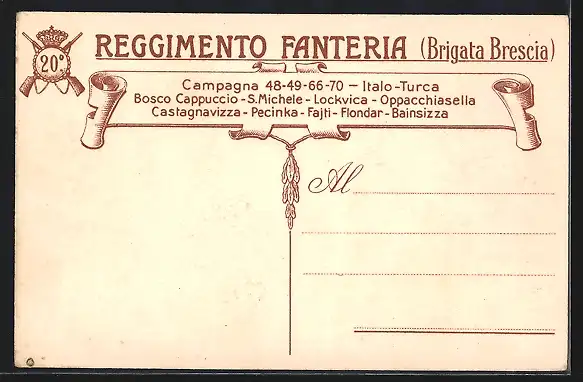 20° REGGIMENTO FANTERIA (Brigata Brescia)
Campagna 48-49-66-70 - Italo-Turca
Bosco Cappuccio - S. Michele - Lockvica - Oppacchiasella
Castagnavizza - Pecinka - Fajti - Flondar - Bainsizza
Al